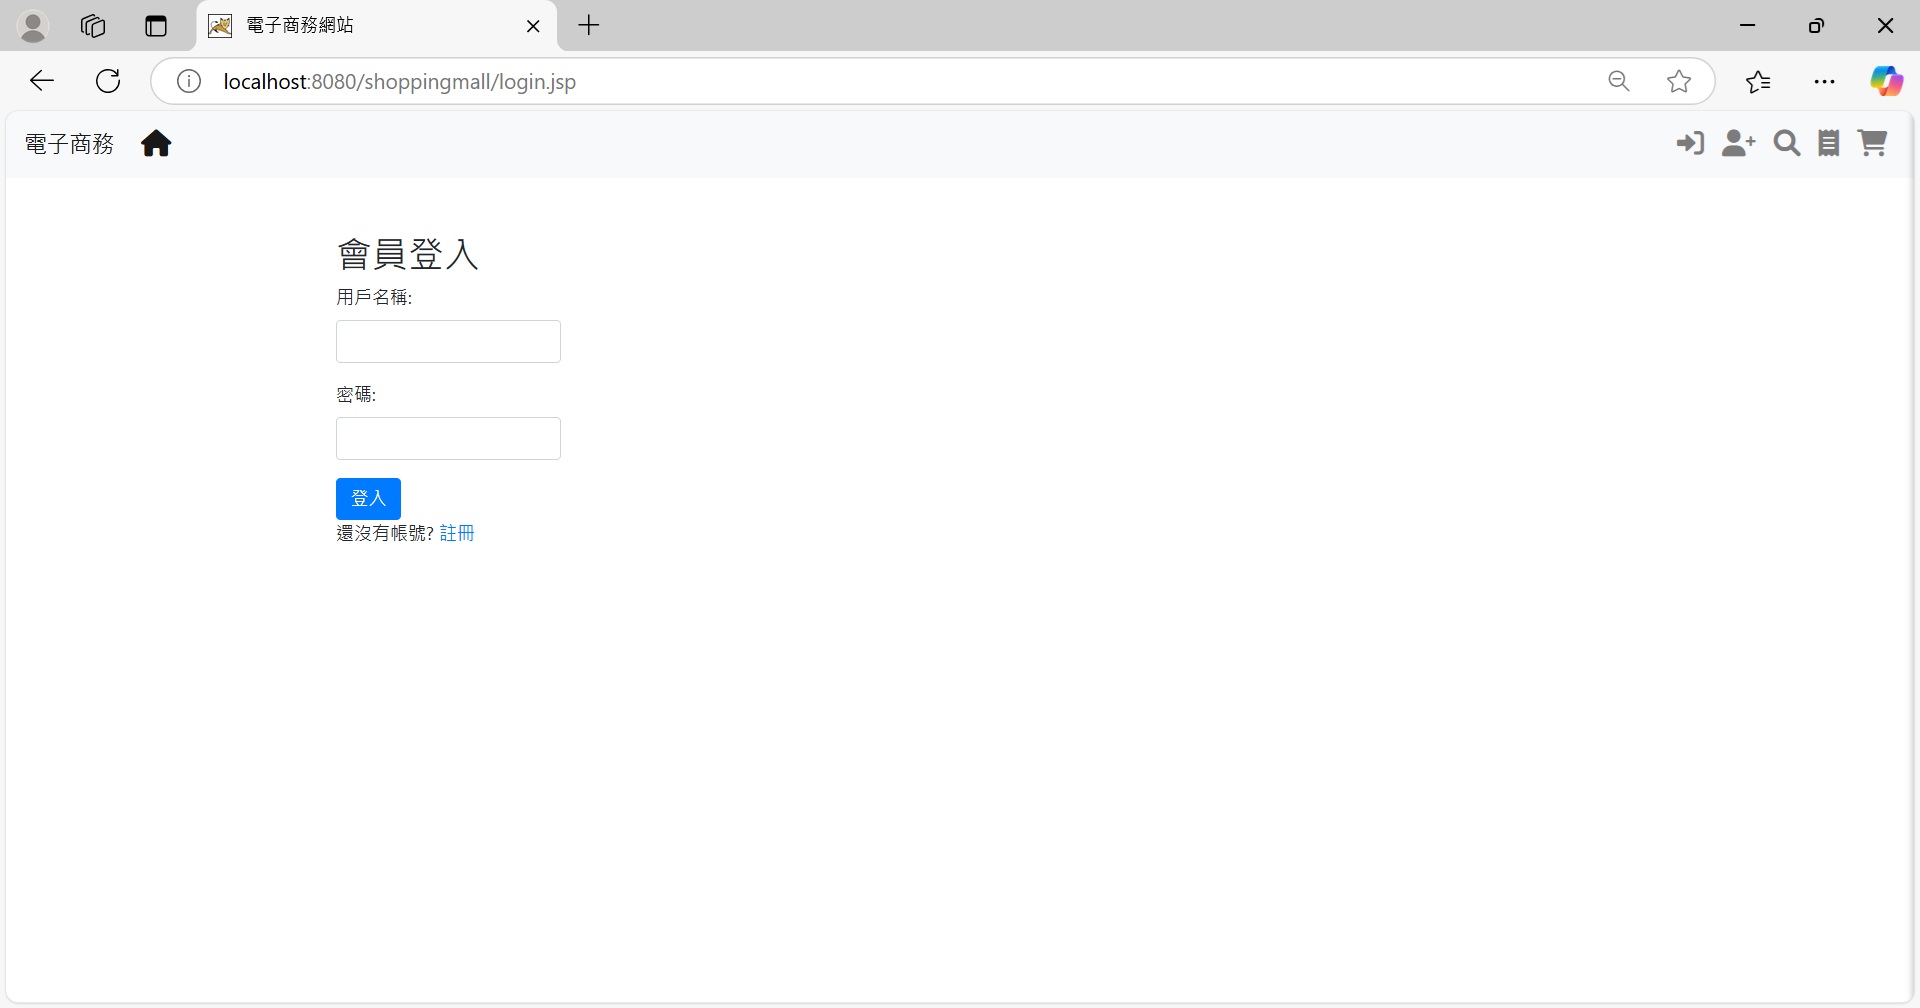 電子商務網站
localhost:8080/shoppingmall/login.jsp
電子商務
會員登入
用戶名稱:
密碼:
登入
還沒有帳號? 註冊